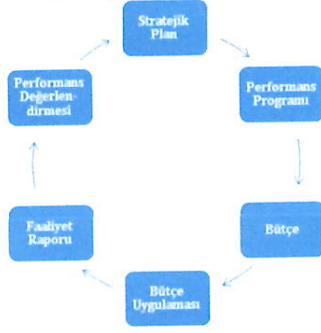 Stratejik
Plan
Performans
Programı
Bütçe
Bütçe
Uygulaması
Faaliyet
Raporu
Performans
Değerlen-
dirmesi